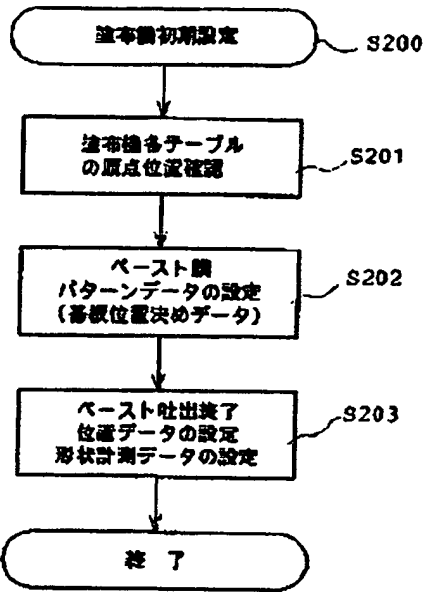 塗布機初期設定
S200
塗布機各テーブル
の原点位置確認
S201
ペースト膜
パターンデータの設定
(基板位置決めデータ)
S202
ペースト吐出終了
位置データの設定
形状計測データの設定
S203
終 了